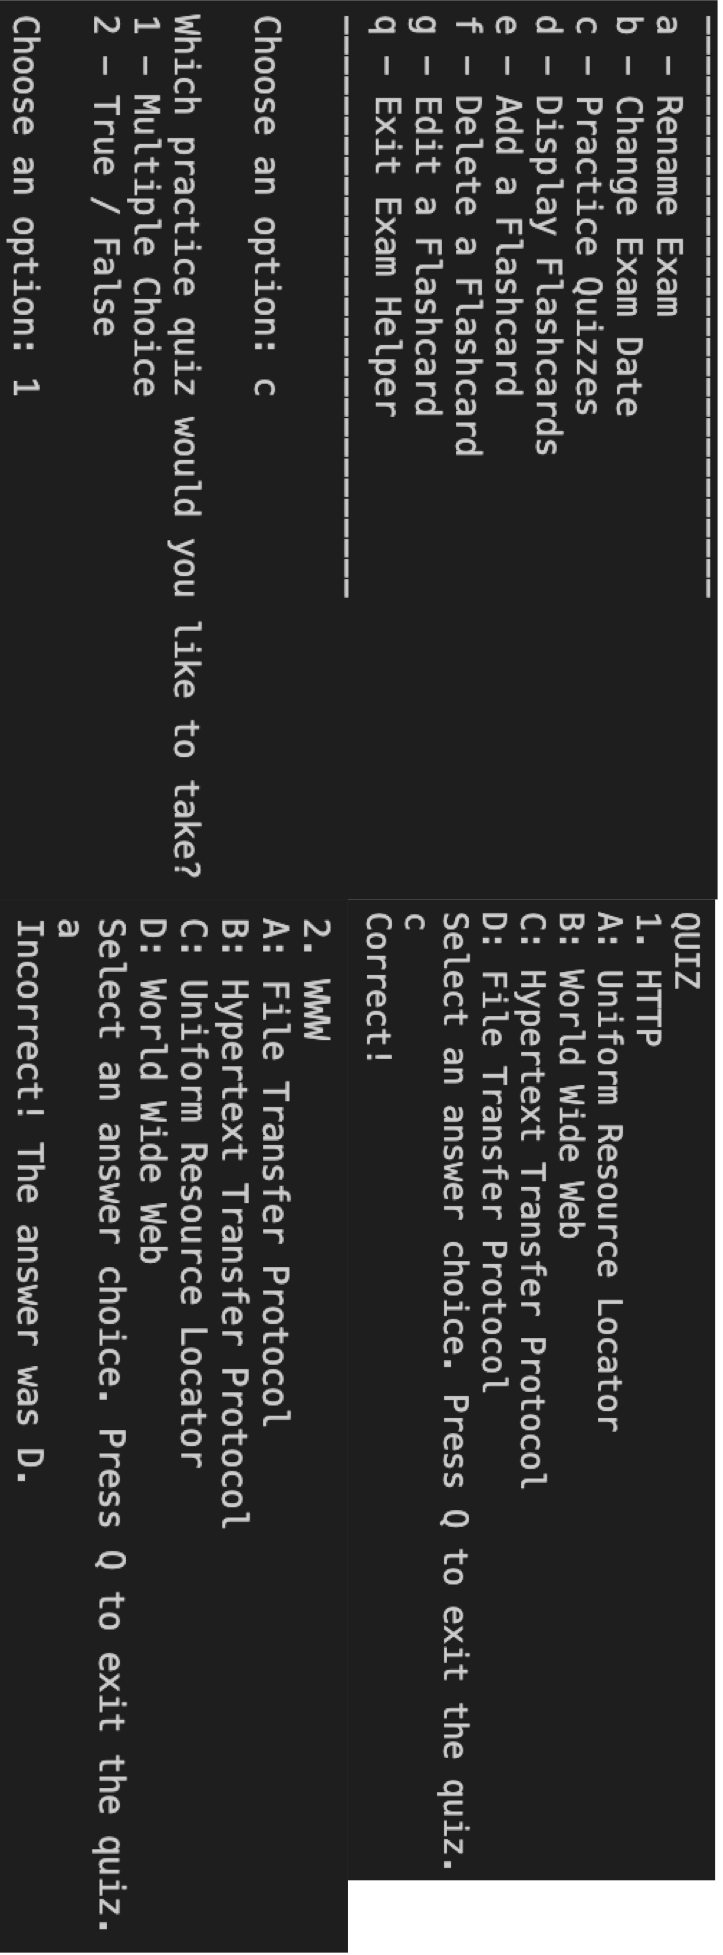 a – Rename Exam
b – Change Exam Date
c – Practice Quizzes
d – Display Flashcards
e – Add a Flashcard
f – Delete a Flashcard
g – Edit a Flashcard
q – Exit Exam Helper
Choose an option: c
Which practice quiz would you like to take?
1 – Multiple Choice
2 – True / False
Choose an option: 1
QUIZ
1. HTTP
A: Uniform Resource Locator
B: World Wide Web
C: Hypertext Transfer Protocol
D: File Transfer Protocol
Select an answer choice. Press Q to exit the quiz.
c
Correct!
2. WWW
A: File Transfer Protocol
B: Hypertext Transfer Protocol
C: Uniform Resource Locator
D: World Wide Web
Select an answer choice. Press Q to exit the quiz.
a
Incorrect! The answer was D.